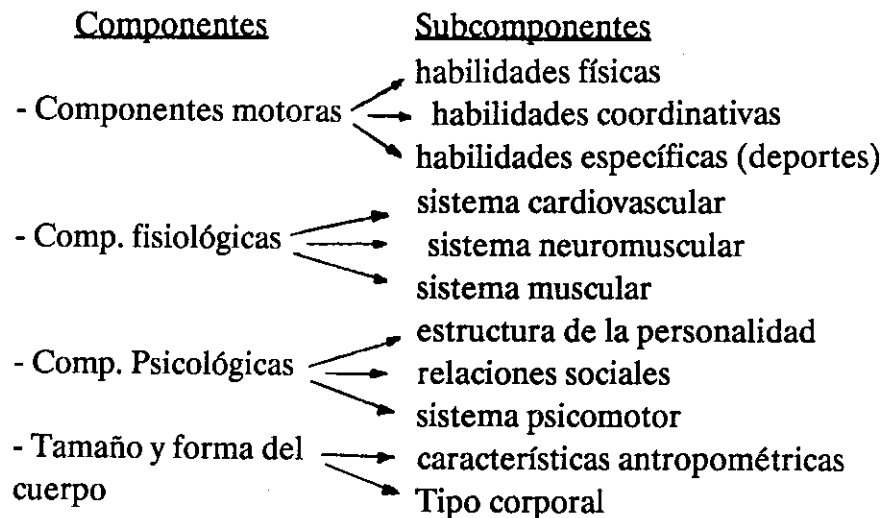 Componentes Subcomponentes
habilidades físicas
- Componentes motoras habilidades coordinativas
habilidades específicas (deportes)
sistema cardiovascular
- Comp. fisiológicas sistema neuromuscular
sistema muscular
estructura de la personalidad
- Comp. Psicológicas relaciones sociales
sistema psicomotor
- Tamaño y forma del características antropométricas
cuerpo Tipo corporal